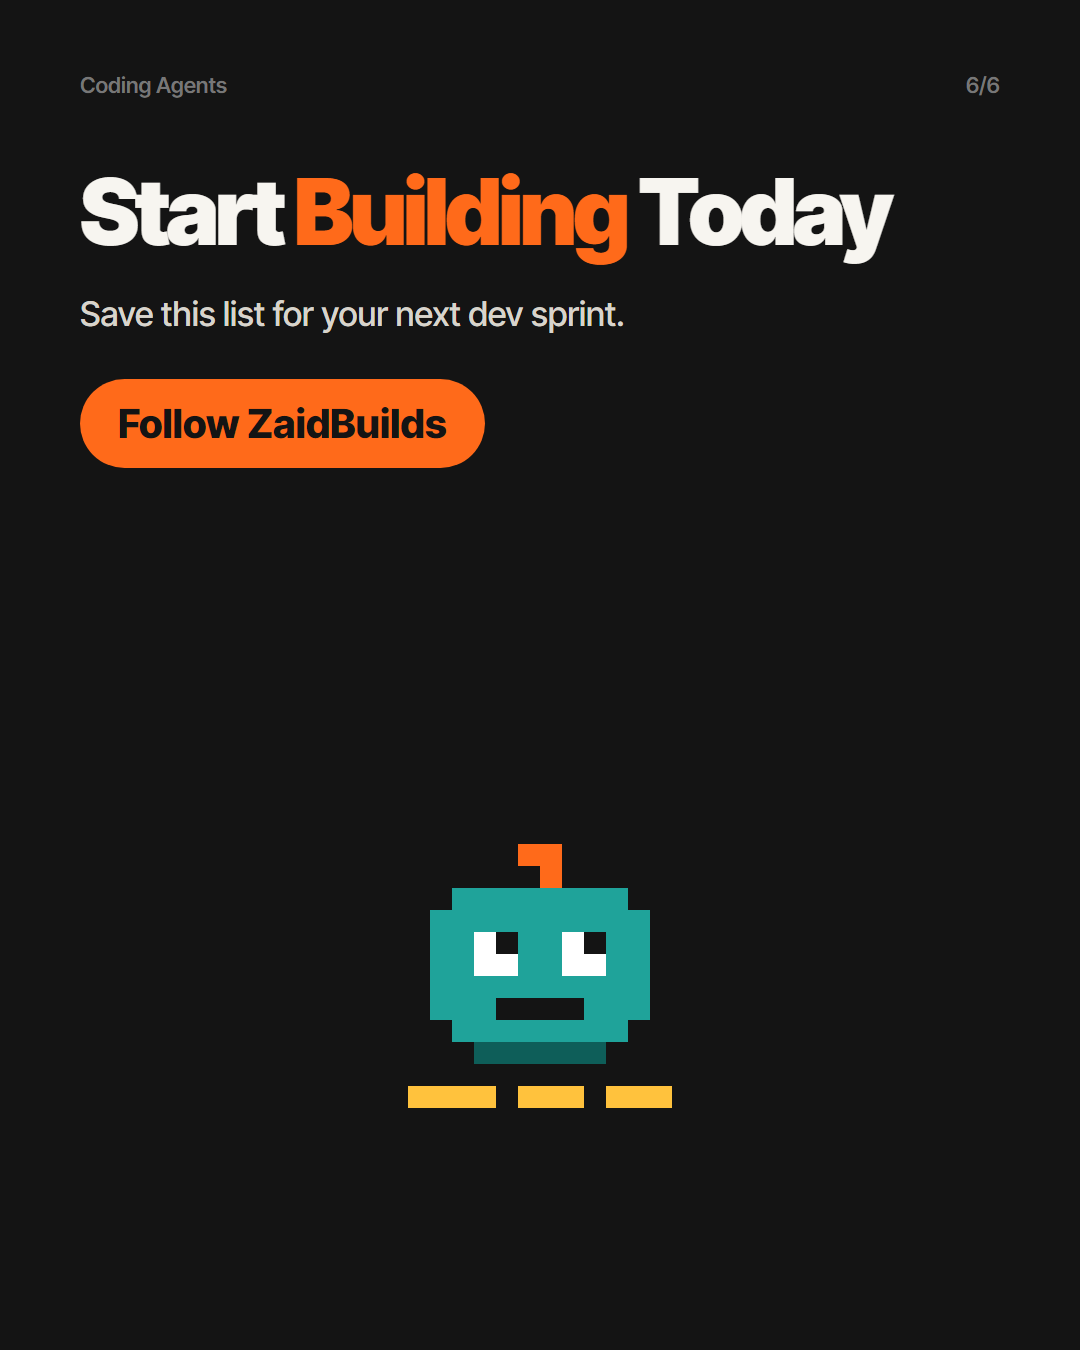 Coding Agents
6/6
Start Building Today
Save this list for your next dev sprint.
Follow ZaidBuilds